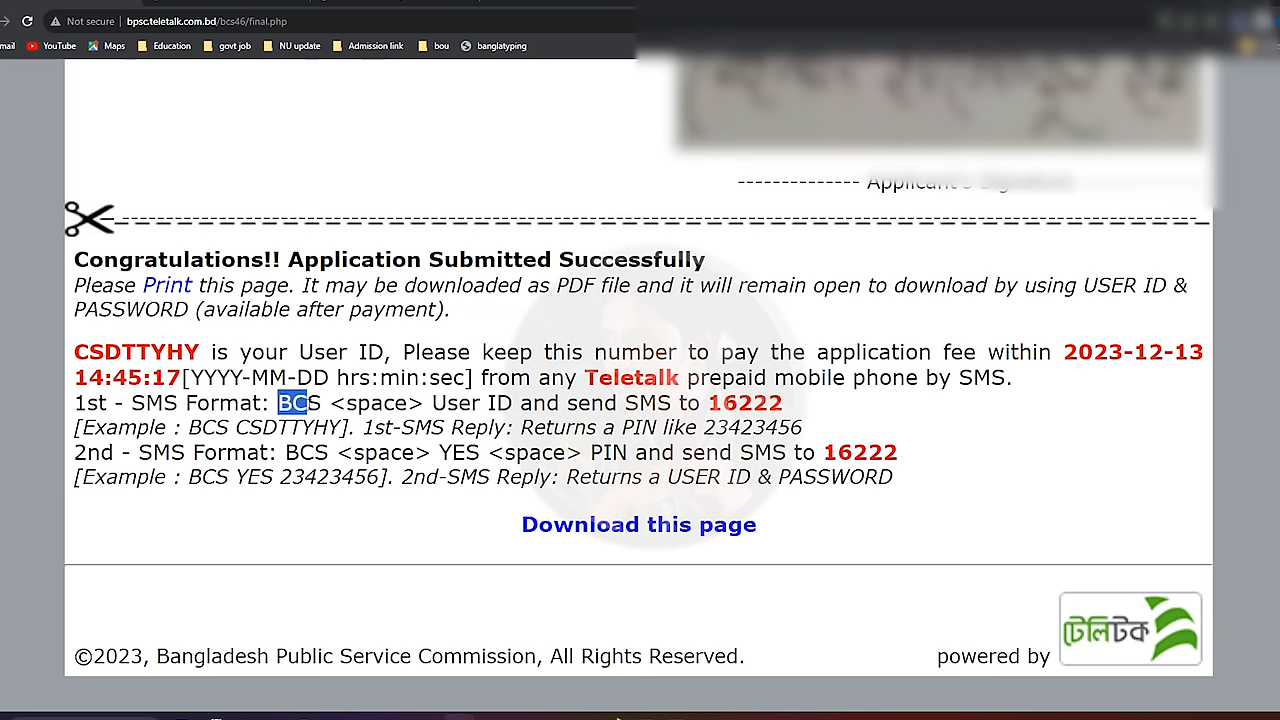 Not secure | bpsc.teletalk.com.bd/bcs46/final.php
mail YouTube Maps Education govt job NU update Admission link bou banglatyping
-------------- Applicant's Signature
Congratulations!! Application Submitted Successfully
Please Print this page. It may be downloaded as PDF file and it will remain open to download by using USER ID &
PASSWORD (available after payment).
CSDTTYHY is your User ID, Please keep this number to pay the application fee within 2023-12-13
14:45:17[YYYY-MM-DD hrs:min:sec] from any Teletalk prepaid mobile phone by SMS.
1st - SMS Format: BCS <space> User ID and send SMS to 16222
[Example : BCS CSDTTYHY]. 1st-SMS Reply: Returns a PIN like 23423456
2nd - SMS Format: BCS <space> YES <space> PIN and send SMS to 16222
[Example : BCS YES 23423456]. 2nd-SMS Reply: Returns a USER ID & PASSWORD
Download this page
©2023, Bangladesh Public Service Commission, All Rights Reserved.
powered by টেলিটক